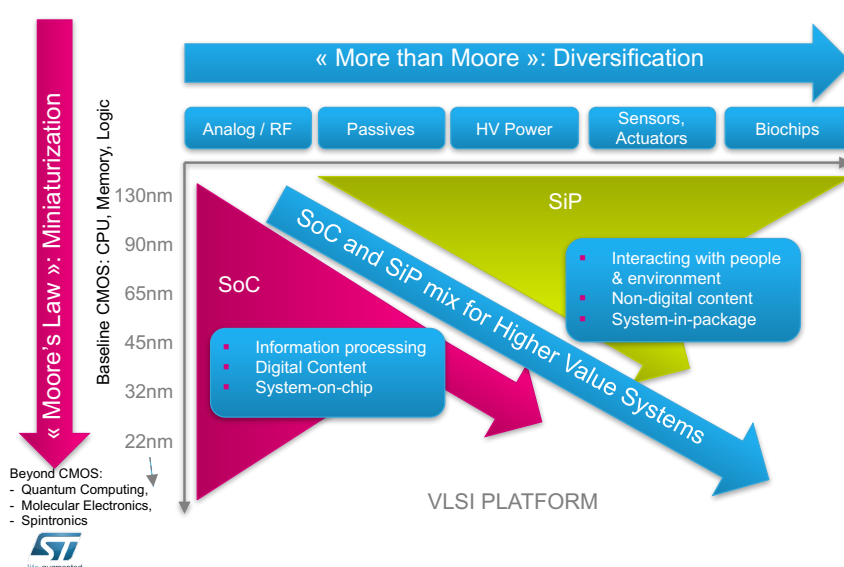 « More than Moore »: Diversification
Analog / RF
Passives
HV Power
Sensors,
Actuators
Biochips
« Moore's Law »: Miniaturization
Baseline CMOS: CPU, Memory, Logic
130nm
90nm
65nm
45nm
32nm
22nm
SiP
SoC and SiP mix for Higher Value Systems
SoC
▪ Interacting with people
& environment
▪ Non-digital content
▪ System-in-package
▪ Information processing
▪ Digital Content
▪ System-on-chip
Beyond CMOS:
- Quantum Computing,
- Molecular Electronics,
- Spintronics
VLSI PLATFORM
ST
life.augmented